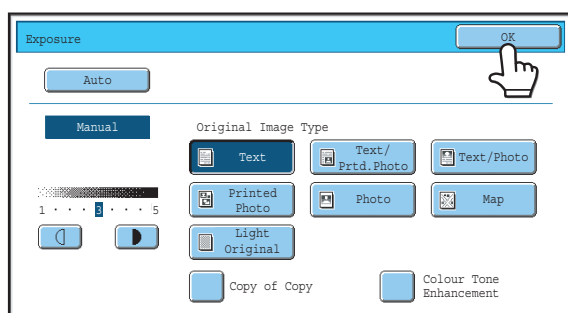 Exposure
OK
Auto
Manual
Original Image Type
Text
Text/
Prtd.Photo
Text/Photo
Printed
Photo
Photo
Map
1 · · · 3 · · · 5
Light
Original
Copy of Copy
Colour Tone
Enhancement